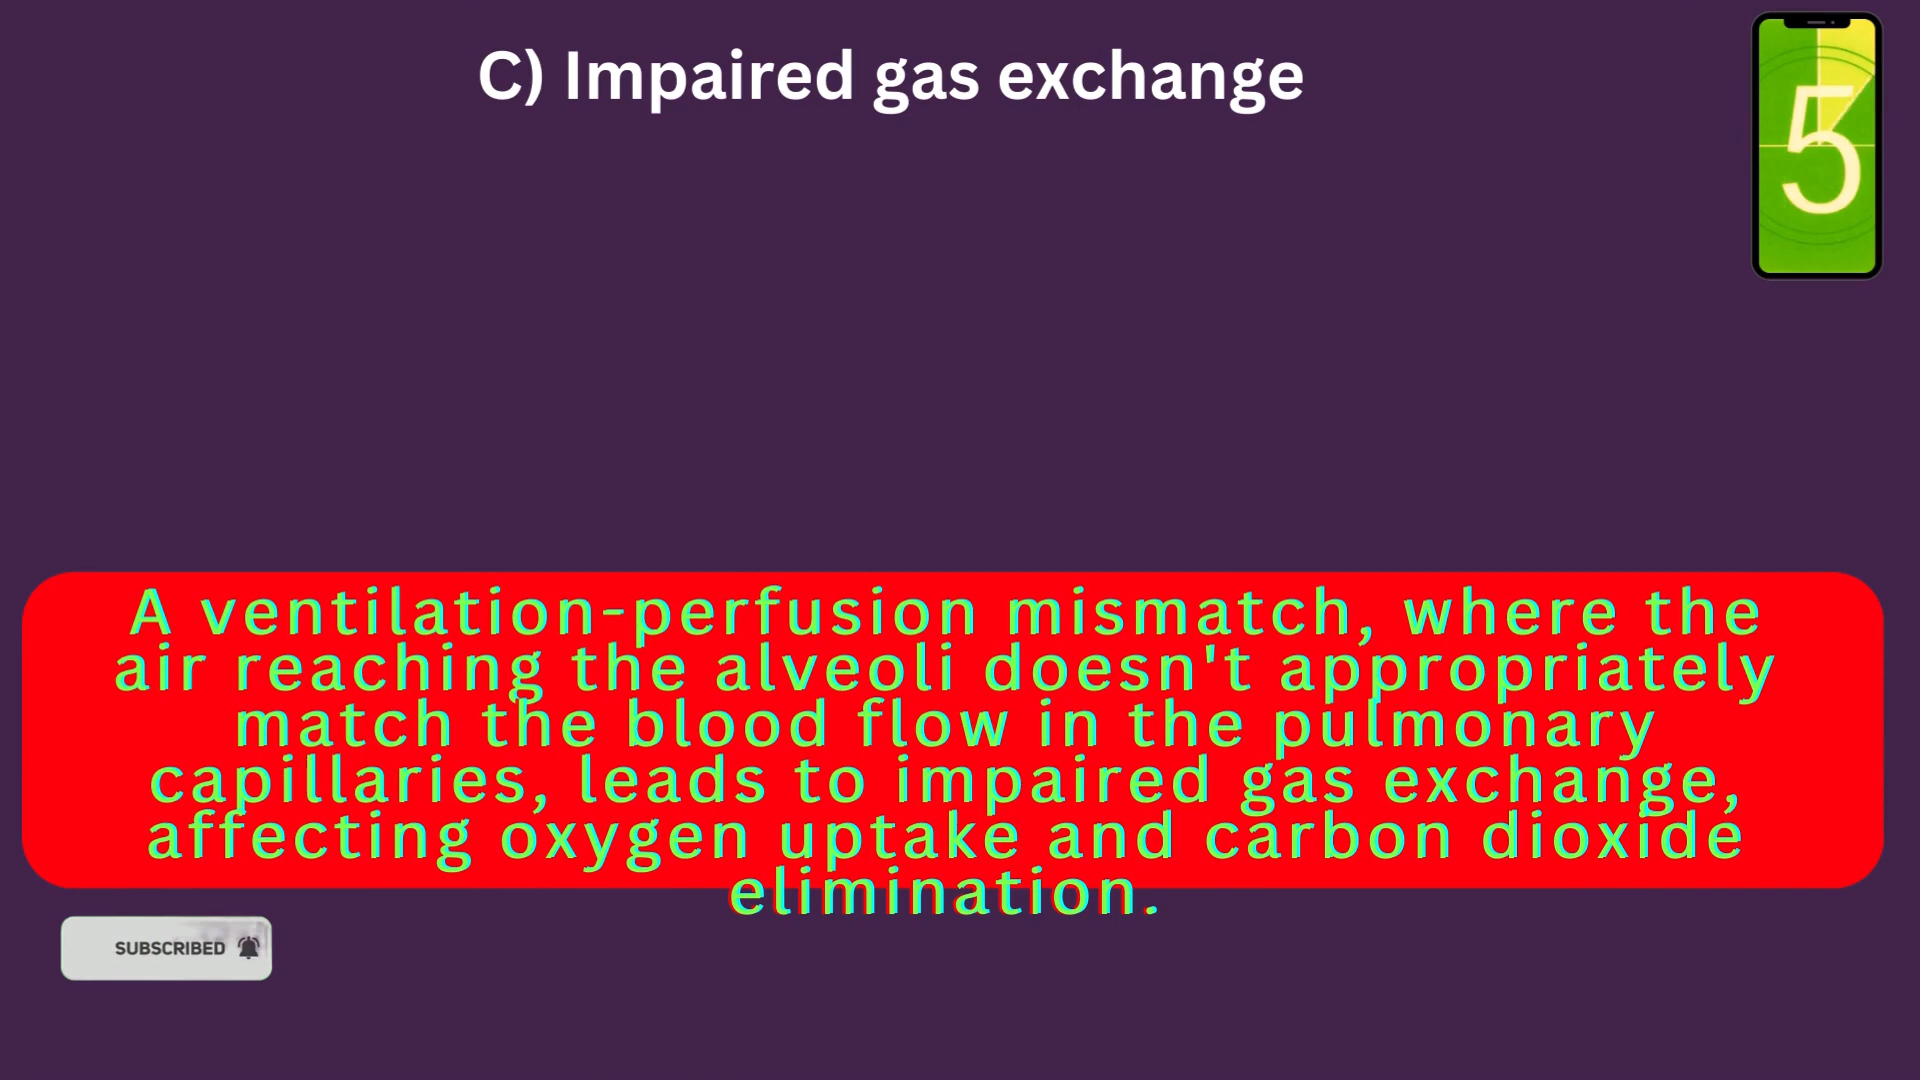 C) Impaired gas exchange
5
A ventilation-perfusion mismatch, where the
air reaching the alveoli doesn't appropriately
match the blood flow in the pulmonary
capillaries, leads to impaired gas exchange,
affecting oxygen uptake and carbon dioxide
elimination.
SUBSCRIBED